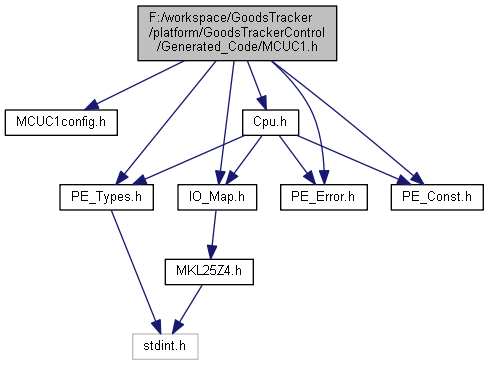 F:/workspace/GoodsTracker
/platform/GoodsTrackerControl
/Generated_Code/MCUC1.h
MCUC1config.h
Cpu.h
PE_Types.h
IO_Map.h
PE_Error.h
PE_Const.h
MKL25Z4.h
stdint.h